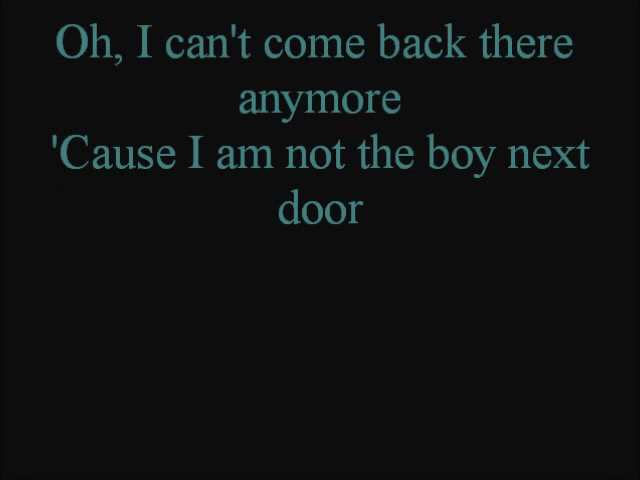 Oh, I can't come back there
anymore
'Cause I am not the boy next
door